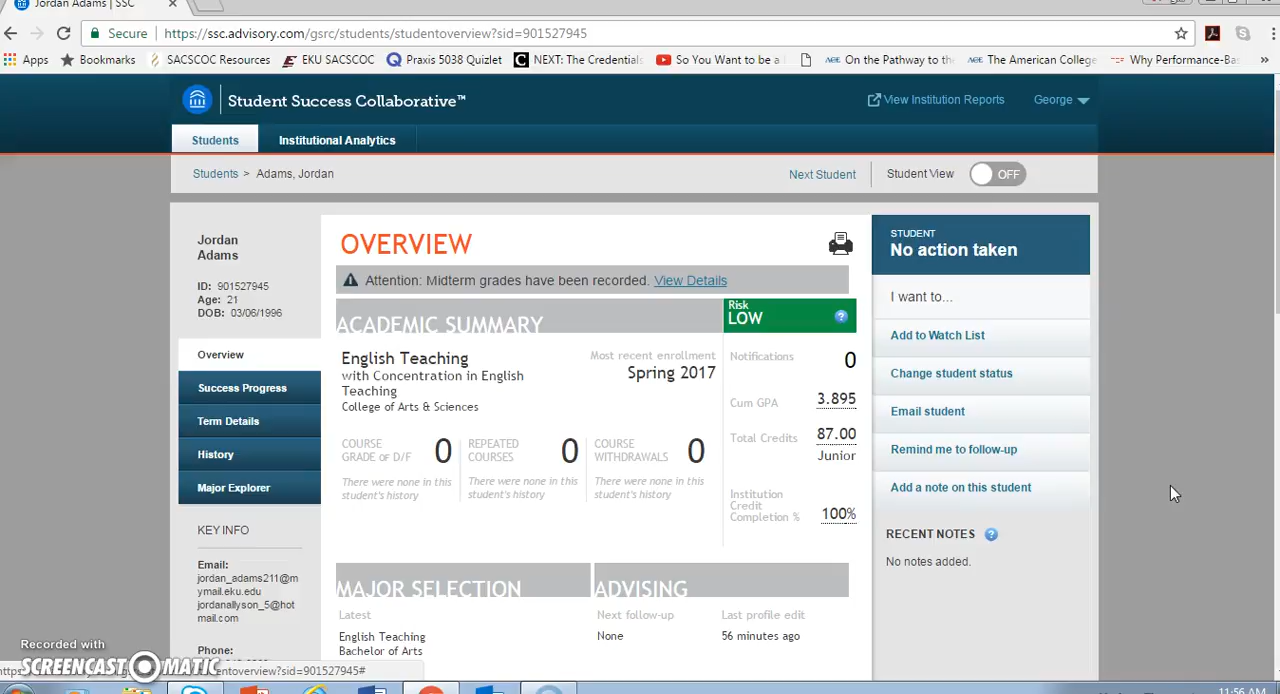 Jordan Adams | SSC
Secure | https://ssc.advisory.com/gsrc/students/studentoverview?sid=901527945
Apps Bookmarks SACSCOC Resources EKU SACSCOC Praxis 5038 Quizlet NEXT: The Credentials So You Want to be a On the Pathway to the The American College Why Performance-Bas »
Student Success Collaborative™
View Institution Reports George
Students Institutional Analytics
Students > Adams, Jordan
Next Student Student View OFF
Jordan
Adams
ID: 901527945
Age: 21
DOB: 03/06/1996
Overview
Success Progress
Term Details
History
Major Explorer
KEY INFO
Email:
jordan_adams211@m
ymail.eku.edu
jordanallyson_5@hot
mail.com
Phone:
OVERVIEW
Attention: Midterm grades have been recorded. View Details
ACADEMIC SUMMARY
English Teaching
with Concentration in English
Teaching
College of Arts & Sciences
Most recent enrollment
Spring 2017
COURSE
GRADE OF D/F 0
There were none in this
student's history
REPEATED
COURSES 0
There were none in this
student's history
COURSE
WITHDRAWALS 0
There were none in this
student's history
Risk
LOW ?
Notifications 0
Cum GPA 3.895
Total Credits 87.00
Junior
Institution
Credit
Completion % 100%
MAJOR SELECTION
Latest
English Teaching
Bachelor of Arts
ADVISING
Next follow-up
None
Last profile edit
56 minutes ago
STUDENT
No action taken
I want to...
Add to Watch List
Change student status
Email student
Remind me to follow-up
Add a note on this student
RECENT NOTES ?
No notes added.
Recorded with
SCREENCAST MATIC
entoverview?sid=901527945#
11:56 AM